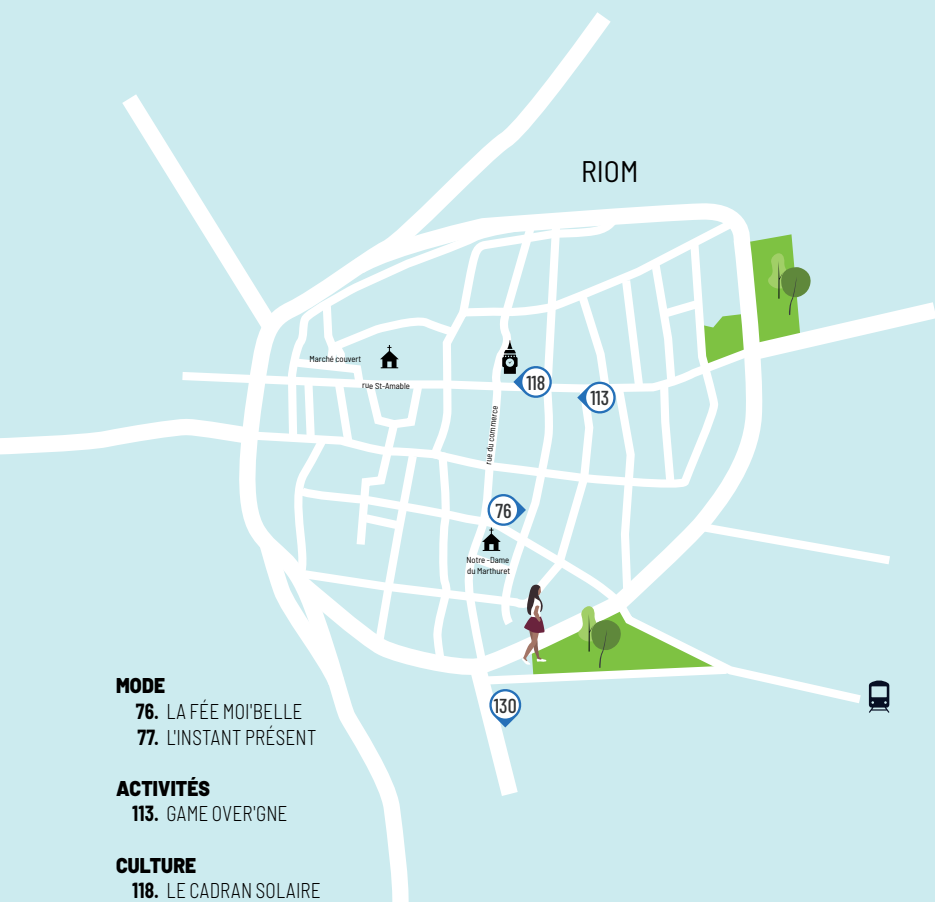 RIOM
Marché couvert
rue St-Amable
118
113
rue du commerce
76
Notre-Dame
du Marthuret
130
MODE
76. LA FÉE MOI'BELLE
77. L'INSTANT PRÉSENT
ACTIVITÉS
113. GAME OVER'GNE
CULTURE
118. LE CADRAN SOLAIRE